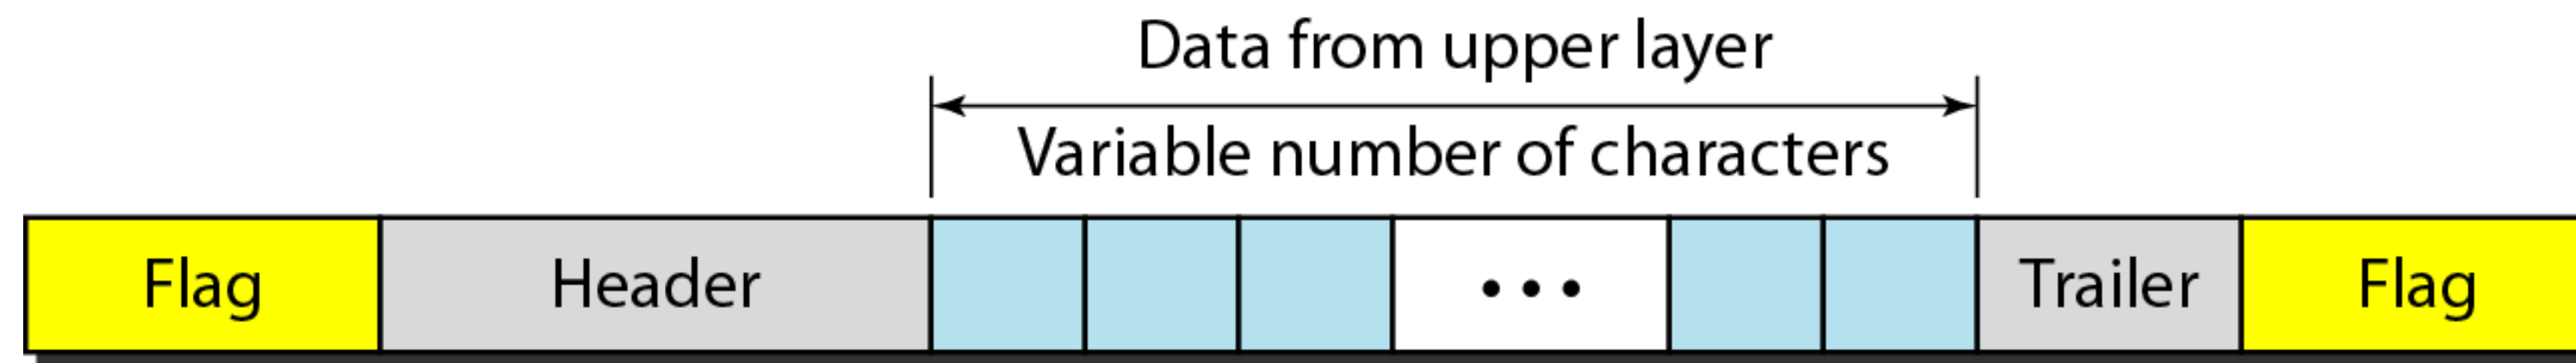 Data from upper layer
Variable number of characters
Flag Header • • • Trailer Flag